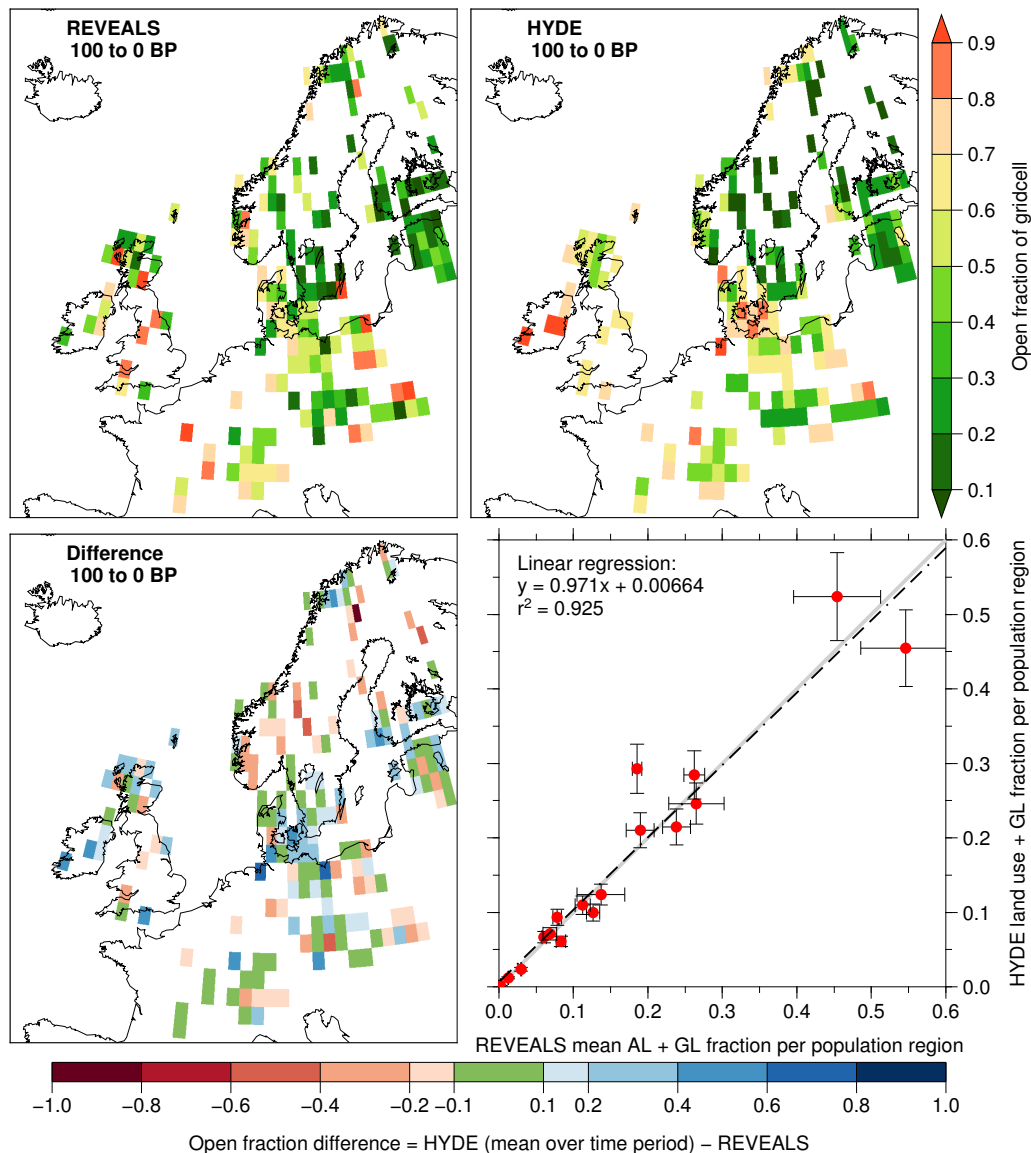 REVEALS
100 to 0 BP
HYDE
100 to 0 BP
0.9
0.8
0.7
0.6
0.5
0.4
0.3
0.2
0.1
Open fraction of gridcell
Difference
100 to 0 BP
Linear regression:
y = 0.971x + 0.00664
r² = 0.925
0.6
0.5
0.4
0.3
0.2
0.1
0.0
HYDE land use + GL fraction per population region
0.0 0.1 0.2 0.3 0.4 0.5 0.6
REVEALS mean AL + GL fraction per population region
−1.0 −0.8 −0.6 −0.4 −0.2 −0.1 0.1 0.2 0.4 0.6 0.8 1.0
Open fraction difference = HYDE (mean over time period) − REVEALS